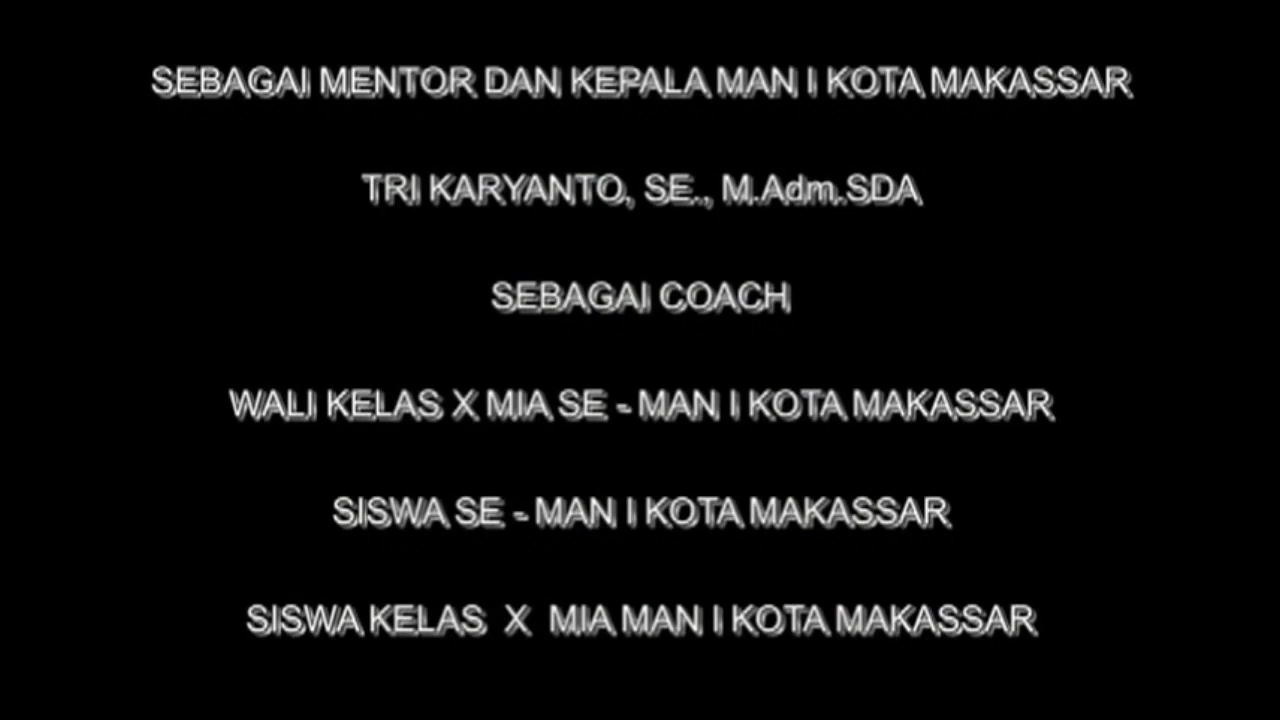 SEBAGAI MENTOR DAN KEPALA MAN I KOTA MAKASSAR
TRI KARYANTO, SE., M.Adm.SDA
SEBAGAI COACH
WALI KELAS X MIA SE - MAN I KOTA MAKASSAR
SISWA SE - MAN I KOTA MAKASSAR
SISWA KELAS X MIA MAN I KOTA MAKASSAR